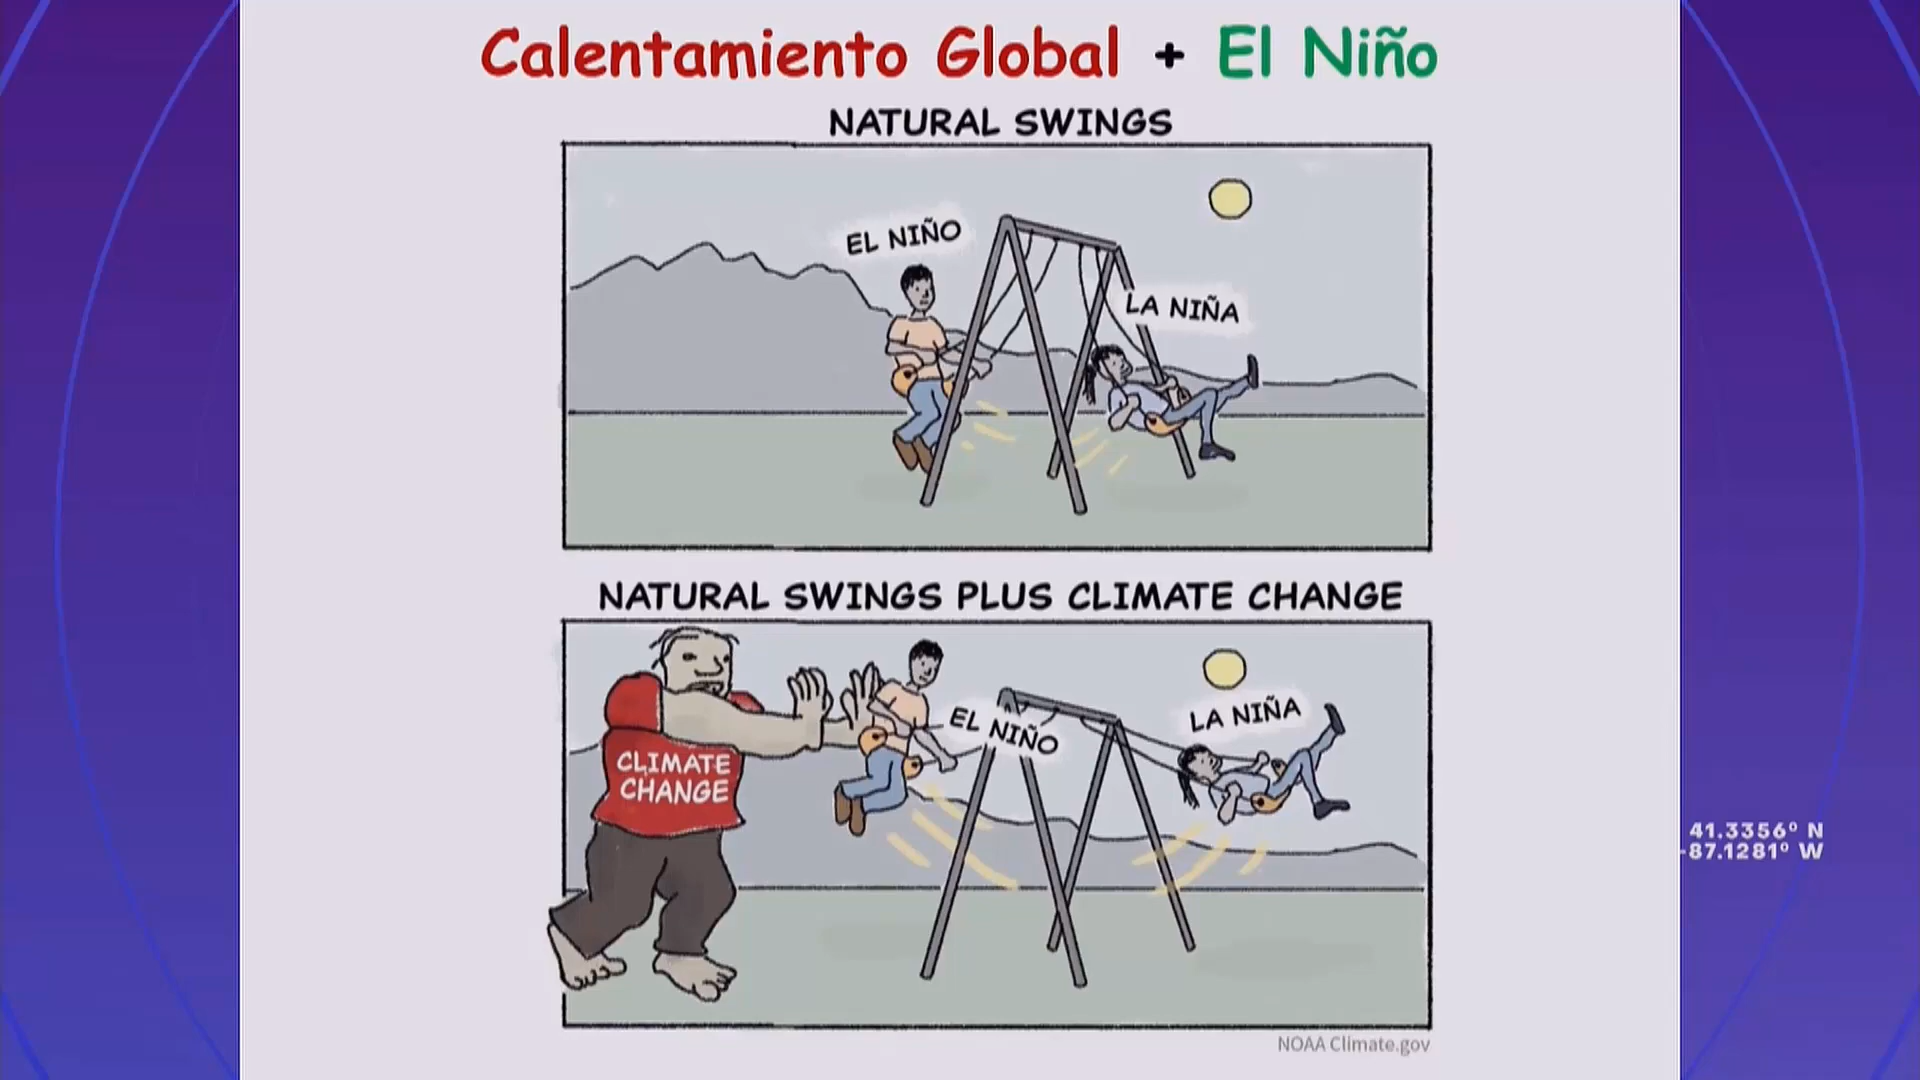 Calentamiento Global + El Niño
NATURAL SWINGS
EL NIÑO
LA NIÑA
NATURAL SWINGS PLUS CLIMATE CHANGE
CLIMATE
CHANGE
EL NIÑO
LA NIÑA
41.3356° N
-87.1281° W
NOAA Climate.gov